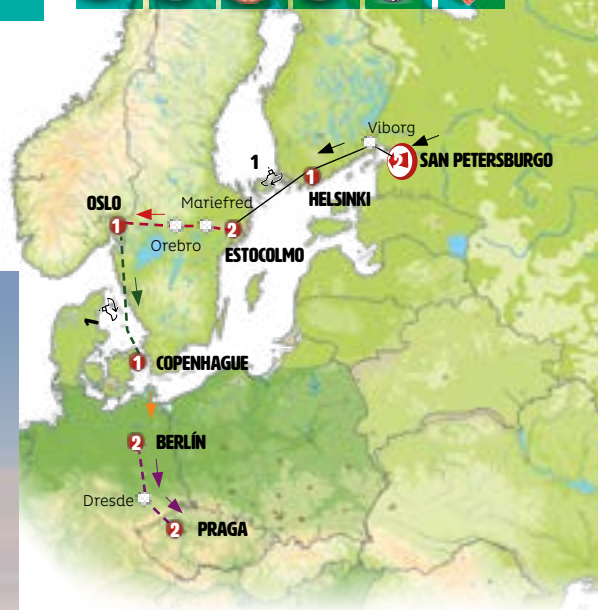 Viborg
2 SAN PETERSBURGO
1
1
HELSINKI
OSLO
Mariefred
1
2
Orebro
ESTOCOLMO
1
1 COPENHAGUE
2 BERLÍN
Dresde
2 PRAGA